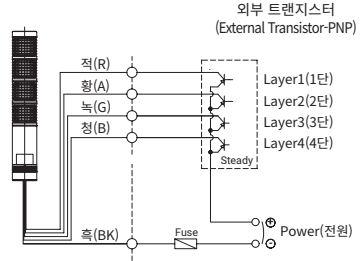 외부 트랜지스터
(External Transistor-PNP)
적(R)
황(A)
녹(G)
청(B)
Layer1(1단)
Layer2(2단)
Layer3(3단)
Layer4(4단)
Steady
흑(BK)
Fuse
Power(전원)